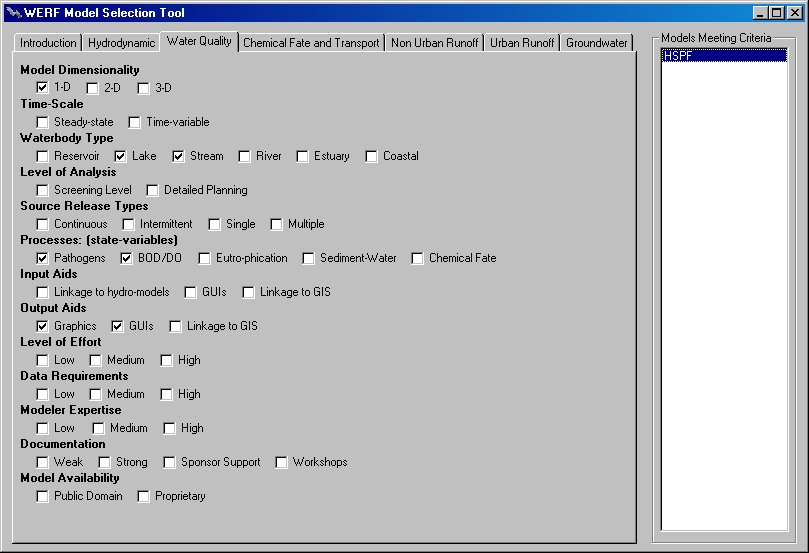 WERF Model Selection Tool
Introduction Hydrodynamic Water Quality Chemical Fate and Transport Non Urban Runoff Urban Runoff Groundwater
Models Meeting Criteria
HSPF
Model Dimensionality
1-D 2-D 3-D
Time-Scale
Steady-state Time-variable
Waterbody Type
Reservoir Lake Stream River Estuary Coastal
Level of Analysis
Screening Level Detailed Planning
Source Release Types
Continuous Intermittent Single Multiple
Processes: (state-variables)
Pathogens BOD/DO Eutro-phication Sediment-Water Chemical Fate
Input Aids
Linkage to hydro-models GUIs Linkage to GIS
Output Aids
Graphics GUIs Linkage to GIS
Level of Effort
Low Medium High
Data Requirements
Low Medium High
Modeler Expertise
Low Medium High
Documentation
Weak Strong Sponsor Support Workshops
Model Availability
Public Domain Proprietary